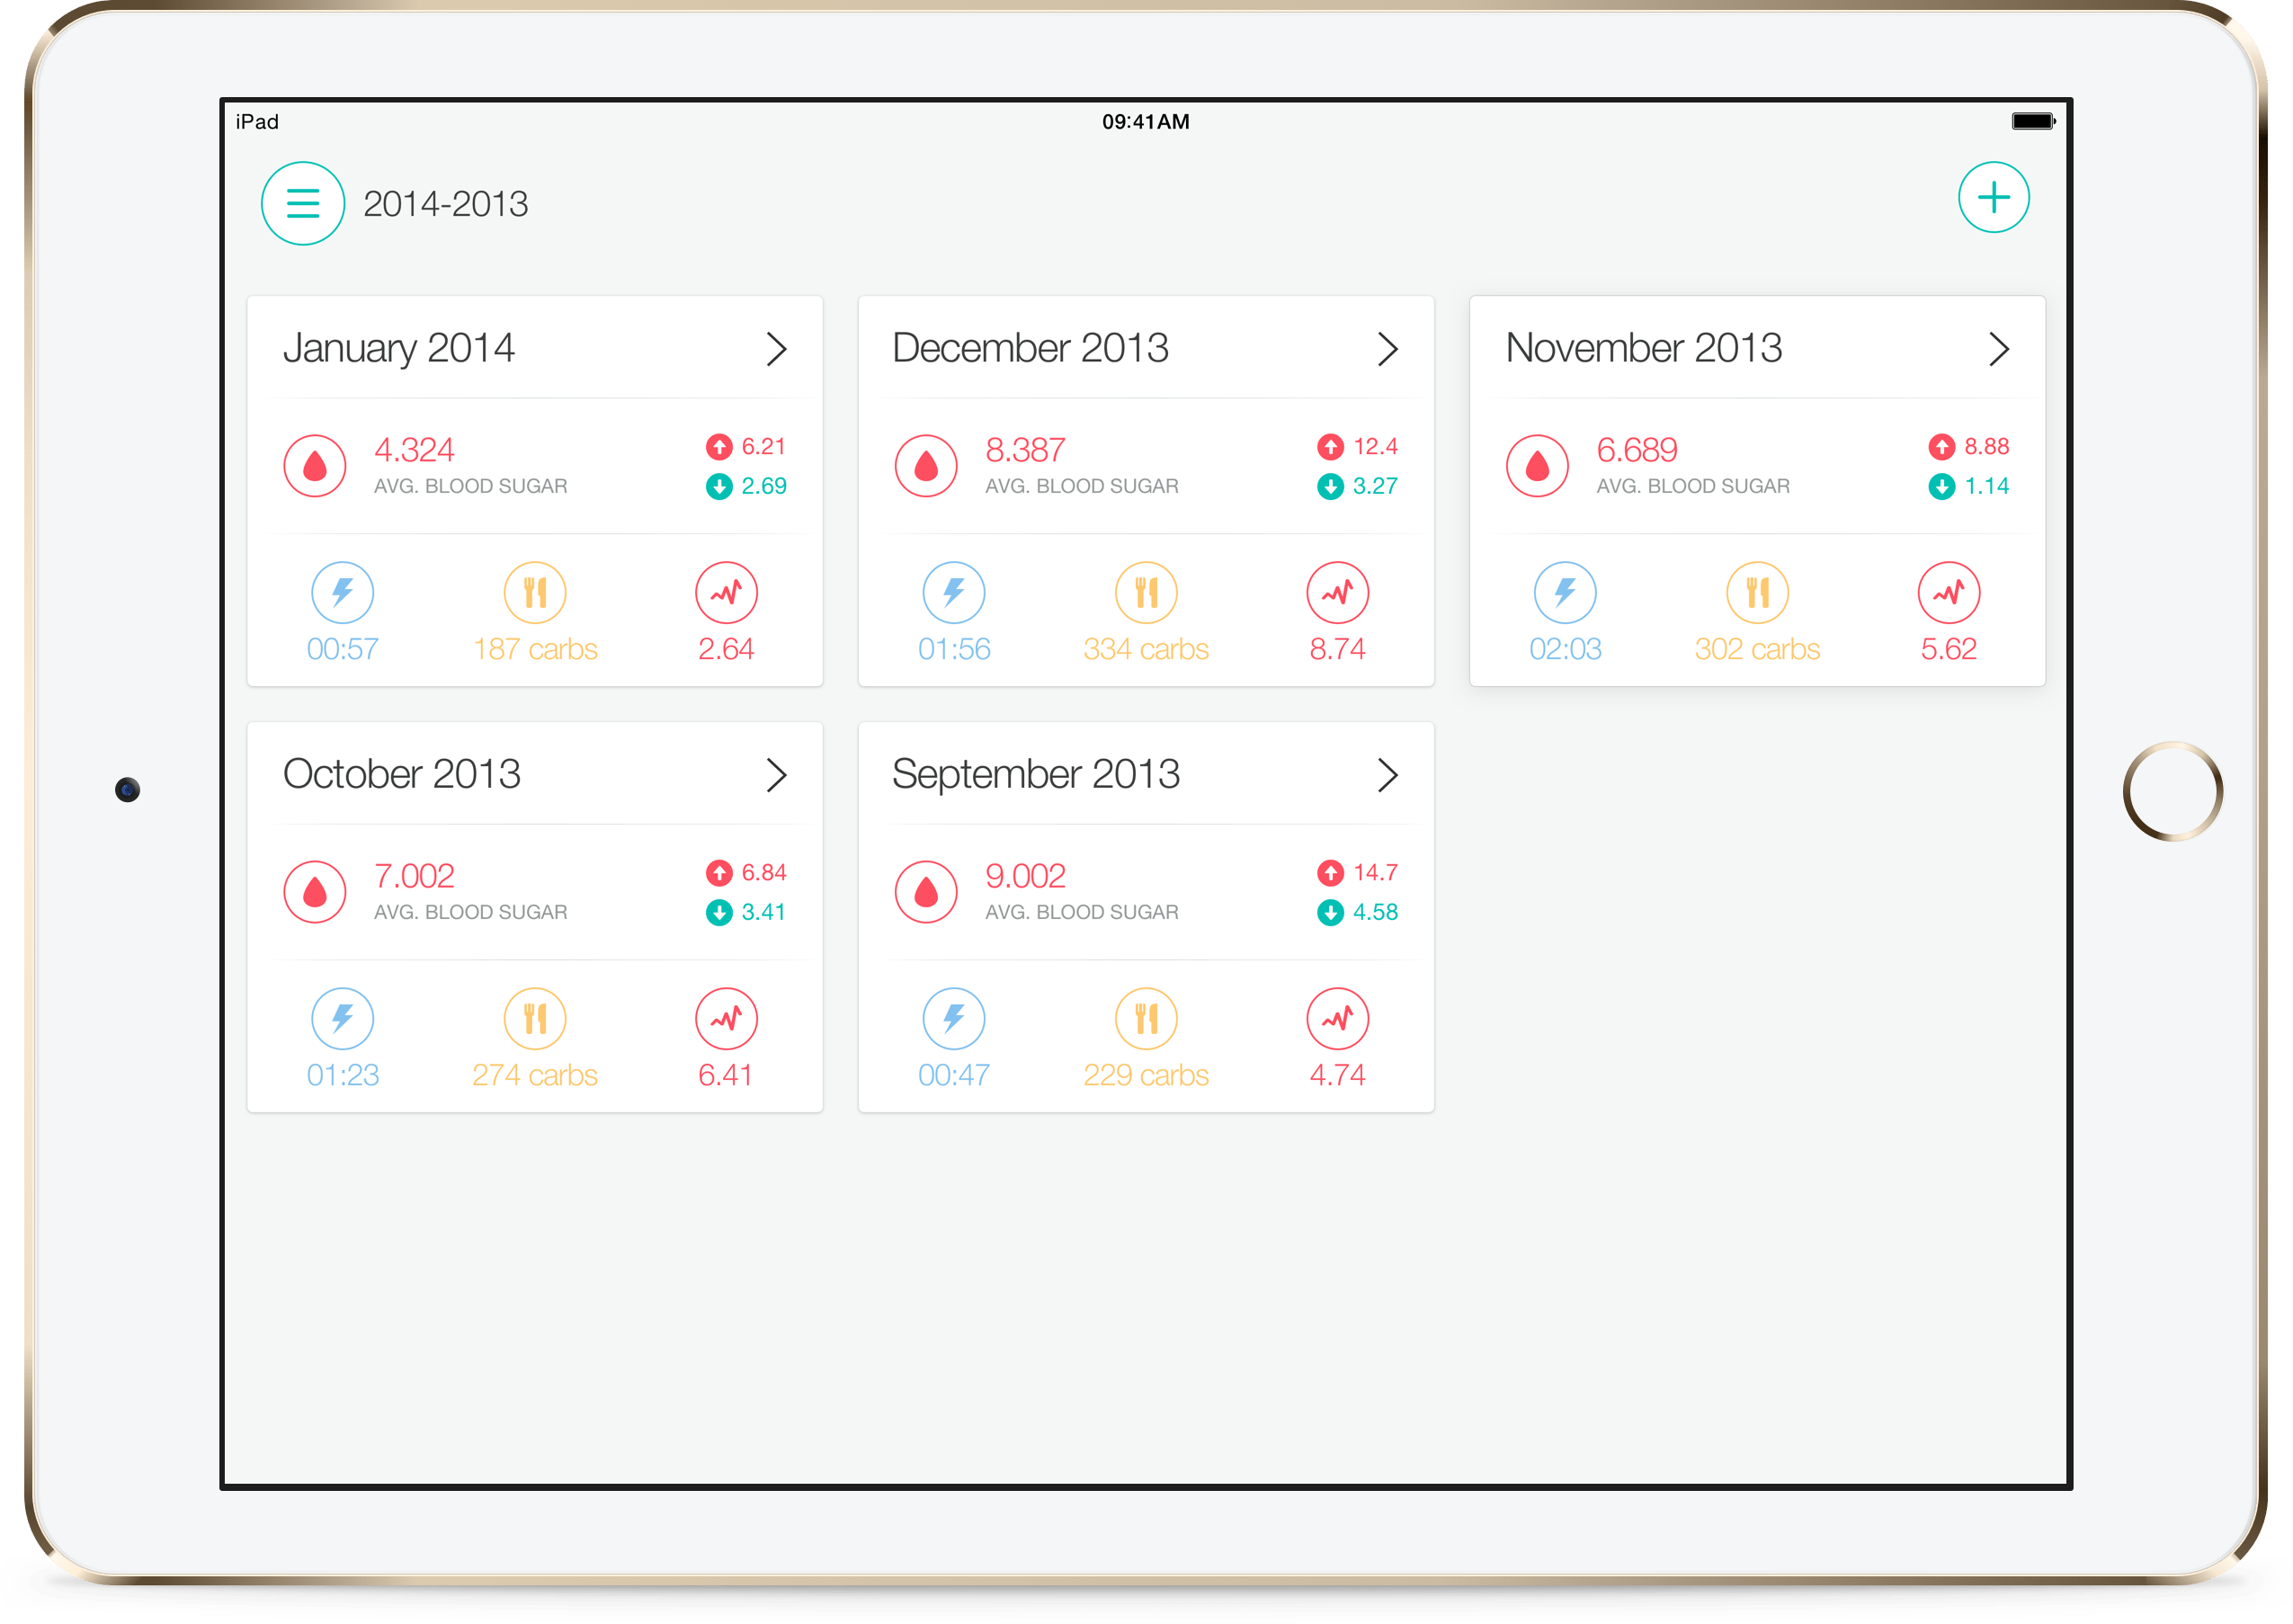 iPad 09:41AM
2014-2013
January 2014
4.324
AVG. BLOOD SUGAR
6.21
2.69
00:57
187 carbs
2.64
December 2013
8.387
AVG. BLOOD SUGAR
12.4
3.27
01:56
334 carbs
8.74
November 2013
6.689
AVG. BLOOD SUGAR
8.88
1.14
02:03
302 carbs
5.62
October 2013
7.002
AVG. BLOOD SUGAR
6.84
3.41
01:23
274 carbs
6.41
September 2013
9.002
AVG. BLOOD SUGAR
14.7
4.58
00:47
229 carbs
4.74